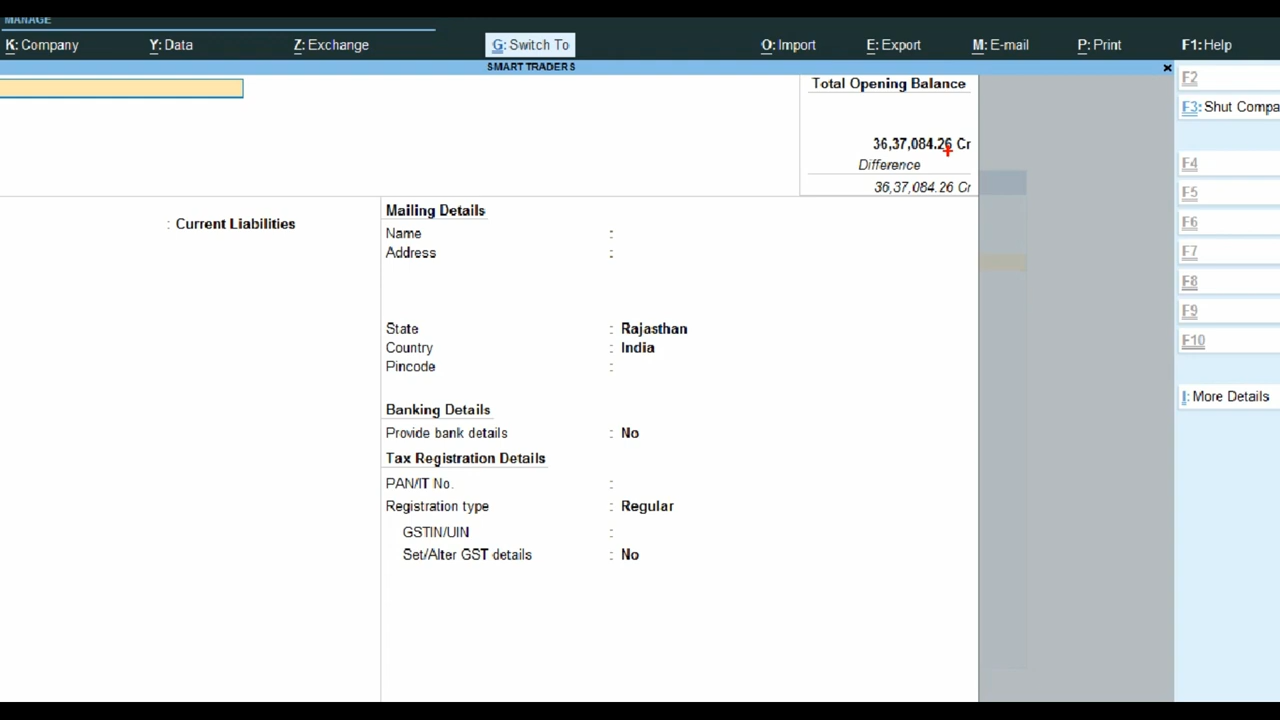 MANAGE
K: Company Y: Data Z: Exchange G: Switch To O: Import E: Export M: E-mail P: Print F1: Help
SMART TRADERS
×
F2
F3: Shut Compa
F4
F5
F6
F7
F8
F9
F10
I: More Details
Total Opening Balance
36,37,084.26 Cr
Difference
36,37,084.26 Cr
: Current Liabilities
Mailing Details
Name :
Address :
State : Rajasthan
Country : India
Pincode :
Banking Details
Provide bank details : No
Tax Registration Details
PAN/IT No. :
Registration type : Regular
GSTIN/UIN :
Set/Alter GST details : No